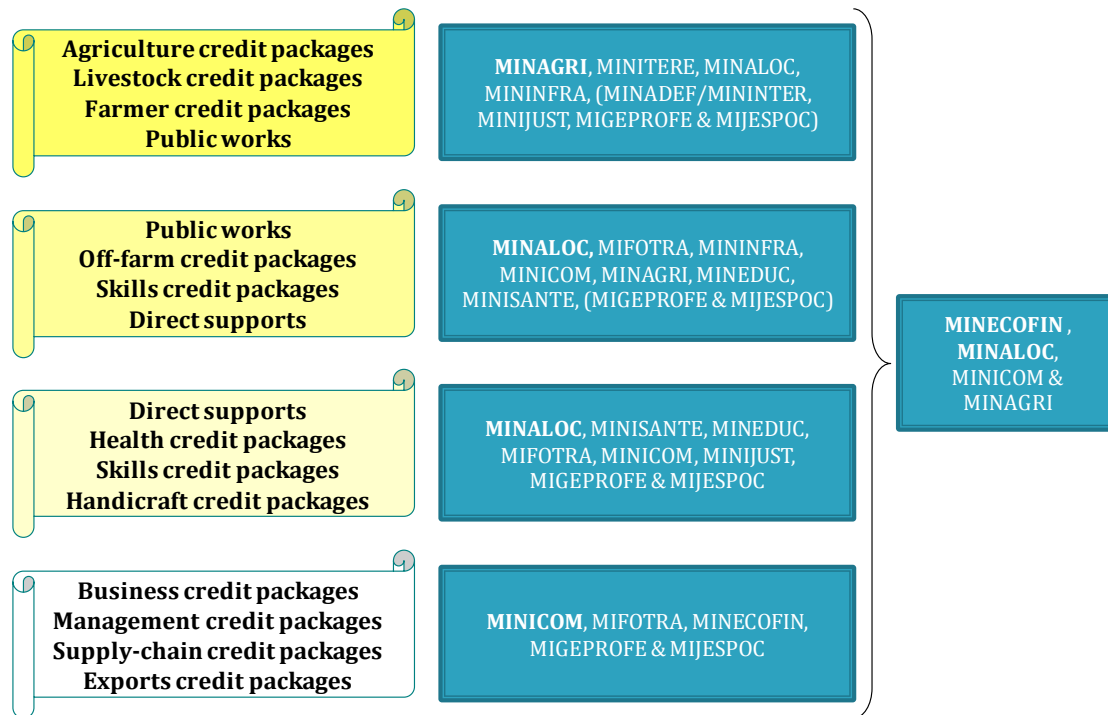 Agriculture credit packages
Livestock credit packages
Farmer credit packages
Public works
MINAGRI, MINITERE, MINALOC,
MININFRA, (MINADEF/MININTER,
MINIJUST, MIGEPROFE & MIJESPOC)
Public works
Off-farm credit packages
Skills credit packages
Direct supports
MINALOC, MIFOTRA, MININFRA,
MINICOM, MINAGRI, MINEDUC,
MINISANTE, (MIGEPROFE & MIJESPOC)
Direct supports
Health credit packages
Skills credit packages
Handicraft credit packages
MINALOC, MINISANTE, MINEDUC,
MIFOTRA, MINICOM, MINIJUST,
MIGEPROFE & MIJESPOC
Business credit packages
Management credit packages
Supply-chain credit packages
Exports credit packages
MINICOM, MIFOTRA, MINECOFIN,
MIGEPROFE & MIJESPOC
MINECOFIN ,
MINALOC,
MINICOM &
MINAGRI